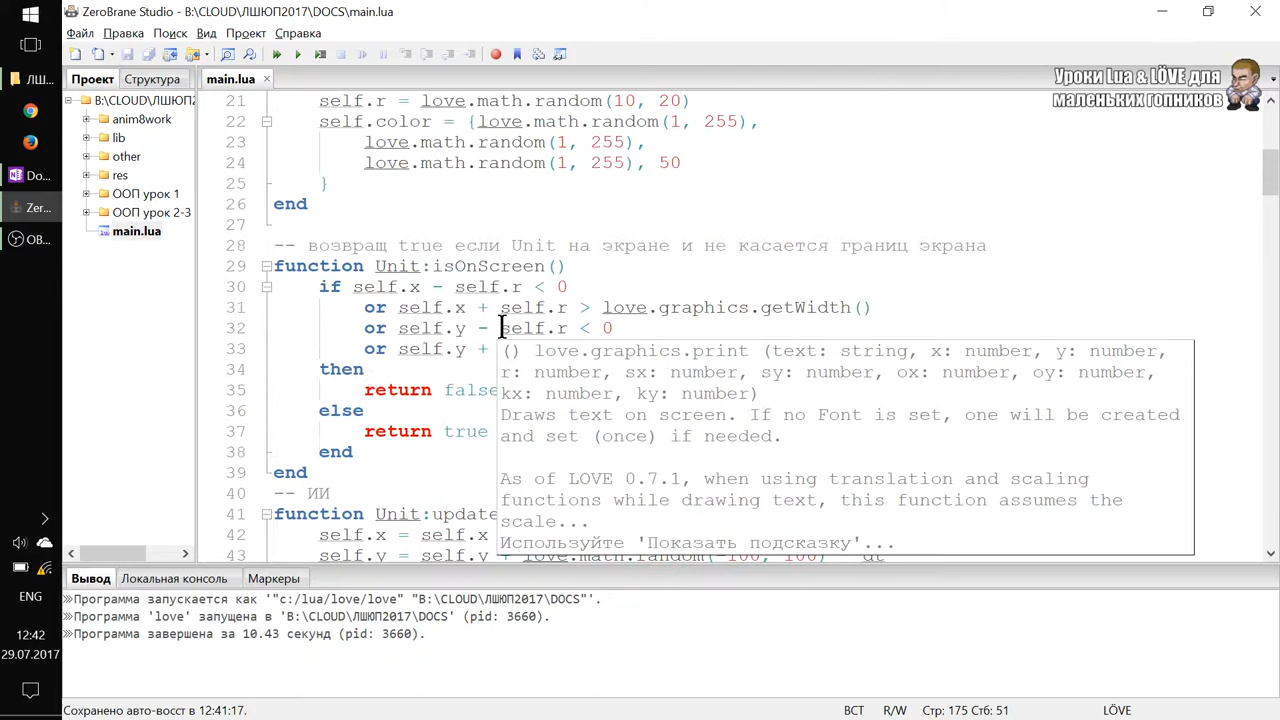 ZeroBrane Studio - B:\CLOUD\ЛШЮП2017\DOCS\main.lua
Файл Правка Поиск Вид Проект Справка
Проект Структура
main.lua
Уроки Lua & LÖVE для
маленьких гопников
B:\CLOUD\ЛШЮП2
anim8work
lib
other
res
ООП урок 1
ООП урок 2-3
main.lua
ЛШ...
Do...
Zer...
OB...
ENG
12:42
29.07.2017
21 self.r = love.math.random(10, 20)
22 self.color = {love.math.random(1, 255),
23 love.math.random(1, 255),
24 love.math.random(1, 255), 50
25 }
26 end
27
28 -- возвращ true если Unit на экране и не касается границ экрана
29 function Unit:isOnScreen()
30 if self.x - self.r < 0
31 or self.x + self.r > love.graphics.getWidth()
32 or self.y - self.r < 0
33 or self.y +
34 then
35 return false
36 else
37 return true
38 end
39 end
40 -- ИИ
41 function Unit:update
42 self.x = self.x
43 self.y = self.y + love.math.random(-100, 100) * dt
() love.graphics.print (text: string, x: number, y: number,
r: number, sx: number, sy: number, ox: number, oy: number,
kx: number, ky: number)
Draws text on screen. If no Font is set, one will be created
and set (once) if needed.
As of LOVE 0.7.1, when using translation and scaling
functions while drawing text, this function assumes the
scale...
Используйте 'Показать подсказку'...
Вывод Локальная консоль Маркеры
Программа запускается как '"c:/lua/love/love" "B:\CLOUD\ЛШЮП2017\DOCS"'.
Программа 'love' запущена в 'B:\CLOUD\ЛШЮП2017\DOCS' (pid: 3660).
Программа завершена за 10.43 секунд (pid: 3660).
Сохранено авто-восст в 12:41:17. ВСТ R/W Стр: 175 Стб: 51 LÖVE